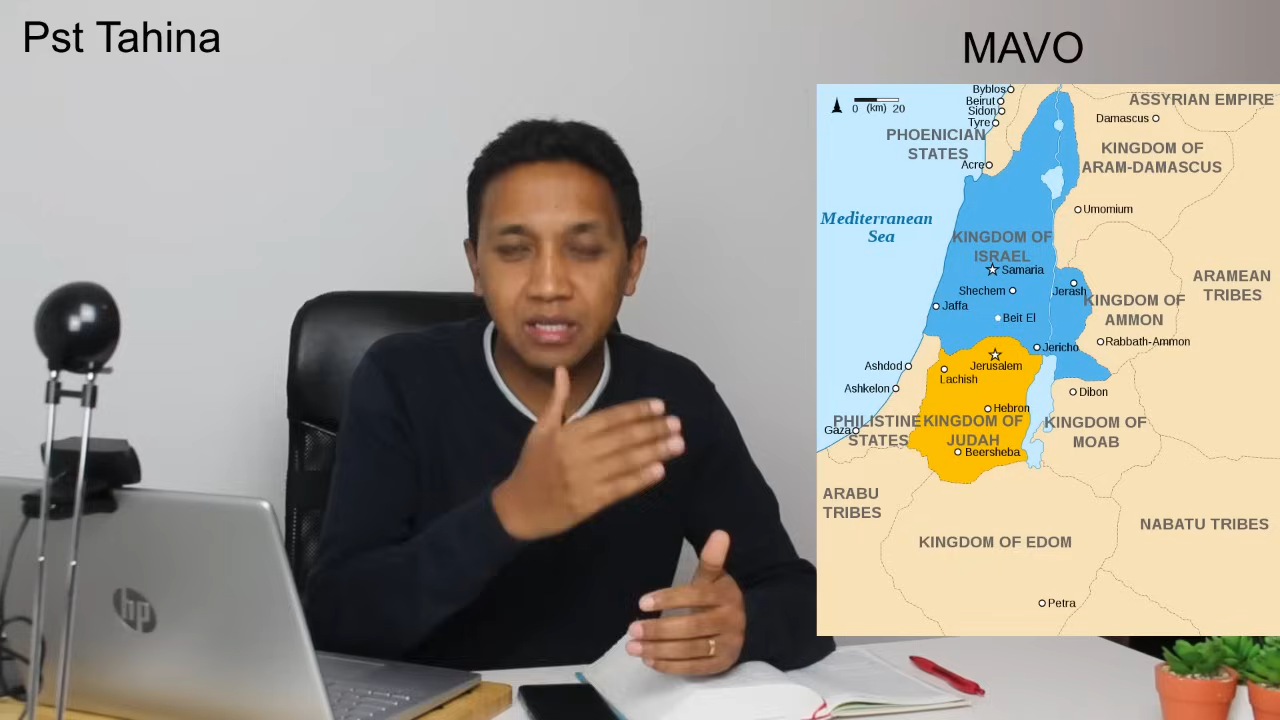 Pst Tahina
MAVO
Byblos
Beirut
Sidon
Tyre
0 (km) 20
ASSYRIAN EMPIRE
Damascus
PHOENICIAN
STATES
KINGDOM OF
ARAM-DAMASCUS
Acre
Umomium
Mediterranean
Sea
KINGDOM OF
ISRAEL
Samaria
ARAMEAN
TRIBES
Shechem
Jerash
KINGDOM OF
AMMON
Jaffa
Beit El
Jericho
Rabbath-Ammon
Jerusalem
Ashdod
Lachish
Ashkelon
Dibon
Hebron
PHILISTINE
STATES
KINGDOM OF
JUDAH
KINGDOM OF
MOAB
Gaza
Beersheba
ARABU
TRIBES
NABATU TRIBES
KINGDOM OF EDOM
Petra
hp